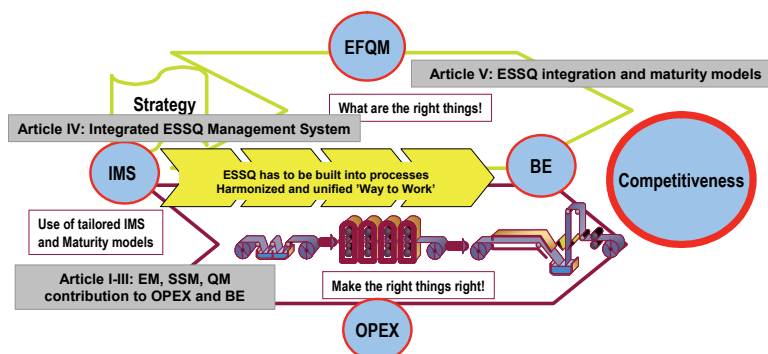 EFQM
Article V: ESSQ integration and maturity models
Strategy
What are the right things!
Article IV: Integrated ESSQ Management System
IMS
ESSQ has to be built into processes
Harmonized and unified 'Way to Work'
BE
Competitiveness
Use of tailored IMS
and Maturity models
Article I-III: EM, SSM, QM
contribution to OPEX and BE
Make the right things right!
OPEX